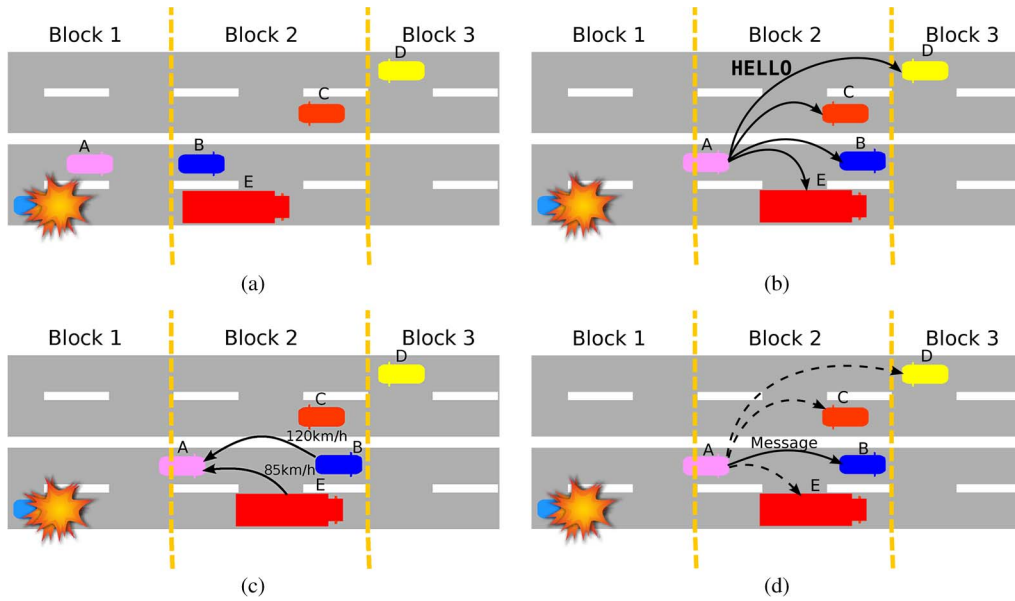 Block 1 Block 2 Block 3
D
C
A B
E
(a)
Block 1 Block 2 Block 3
D
HELLO
C
A B
E
(b)
Block 1 Block 2 Block 3
D
C
120km/h
A B
85km/h
E
(c)
Block 1 Block 2 Block 3
D
C
A Message B
E
(d)